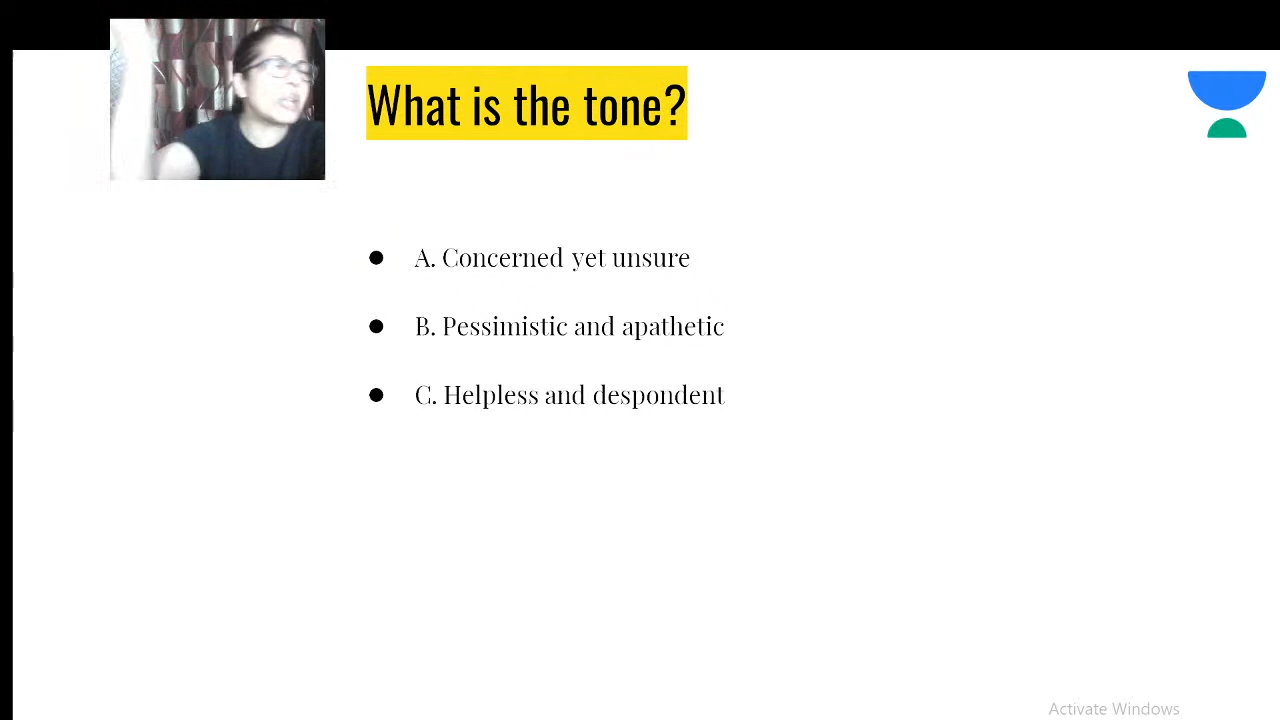 What is the tone?
● A. Concerned yet unsure
● B. Pessimistic and apathetic
● C. Helpless and despondent
Activate Windows